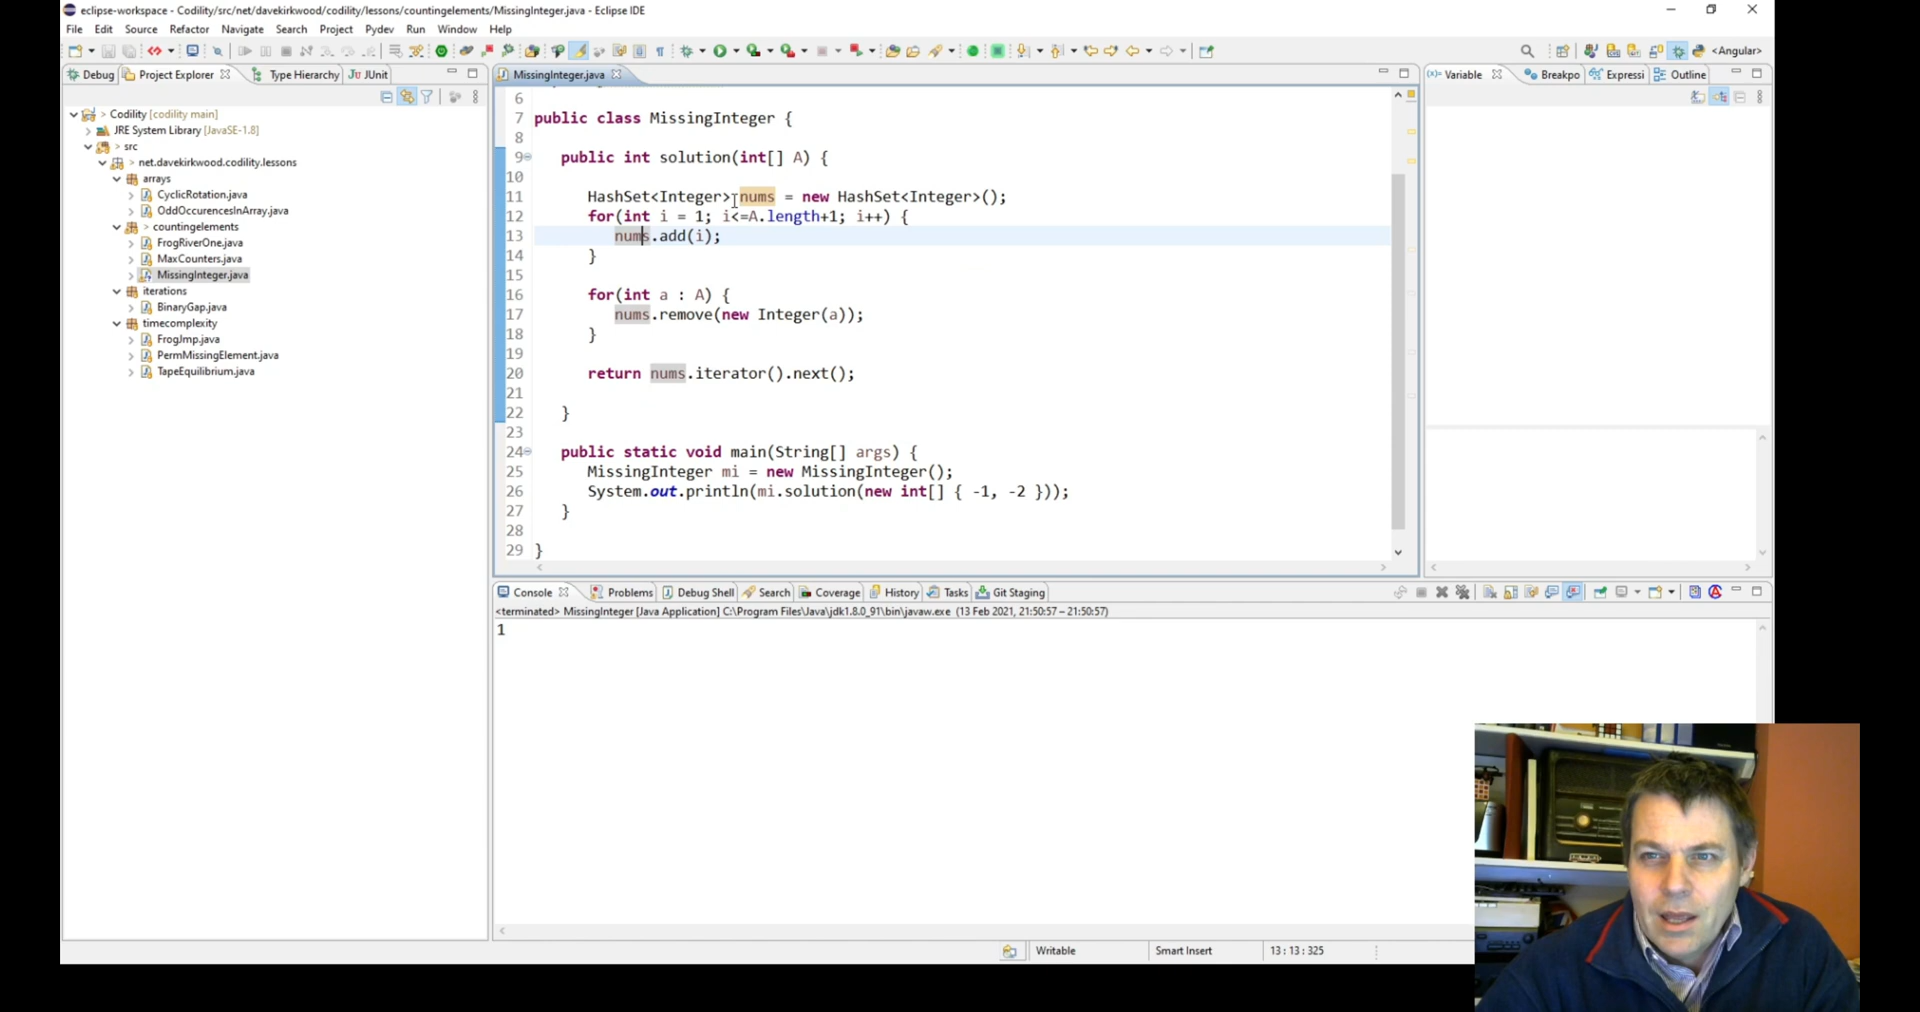 eclipse-workspace - Codility/src/net/davekirkwood/codility/lessons/countingelements/MissingInteger.java - Eclipse IDE
File Edit Source Refactor Navigate Search Project Pydev Run Window Help
<Angular>
Debug Project Explorer Type Hierarchy JUnit
MissingInteger.java
Variable Breakpo Expressi Outline
Codility [codility main]
JRE System Library [JavaSE-1.8]
src
net.davekirkwood.codility.lessons
arrays
CyclicRotation.java
OddOccurencesInArray.java
countingelements
FrogRiverOne.java
MaxCounters.java
MissingInteger.java
iterations
BinaryGap.java
timecomplexity
FrogJmp.java
PermMissingElement.java
TapeEquilibrium.java
6
7 public class MissingInteger {
8
9 public int solution(int[] A) {
10
11 HashSet<Integer> nums = new HashSet<Integer>();
12 for(int i = 1; i<=A.length+1; i++) {
13 nums.add(i);
14 }
15
16 for(int a : A) {
17 nums.remove(new Integer(a));
18 }
19
20 return nums.iterator().next();
21
22 }
23
24 public static void main(String[] args) {
25 MissingInteger mi = new MissingInteger();
26 System.out.println(mi.solution(new int[] { -1, -2 }));
27 }
28
29 }
Console Problems Debug Shell Search Coverage History Tasks Git Staging
<terminated> MissingInteger [Java Application] C:\Program Files\Java\jdk1.8.0_91\bin\javaw.exe (13 Feb 2021, 21:50:57 – 21:50:57)
1
Writable Smart Insert 13 : 13 : 325